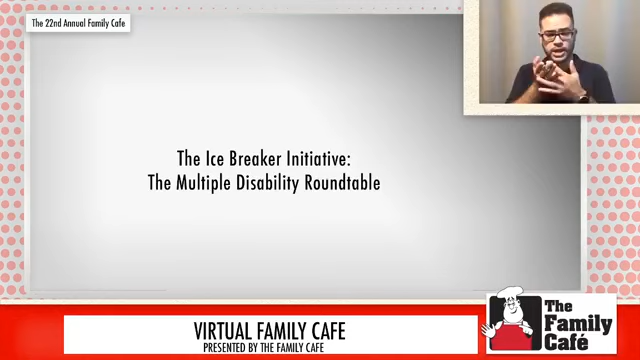 The 22nd Annual Family Cafe
The Ice Breaker Initiative:
The Multiple Disability Roundtable
VIRTUAL FAMILY CAFE
PRESENTED BY THE FAMILY CAFE
The
Family
Café